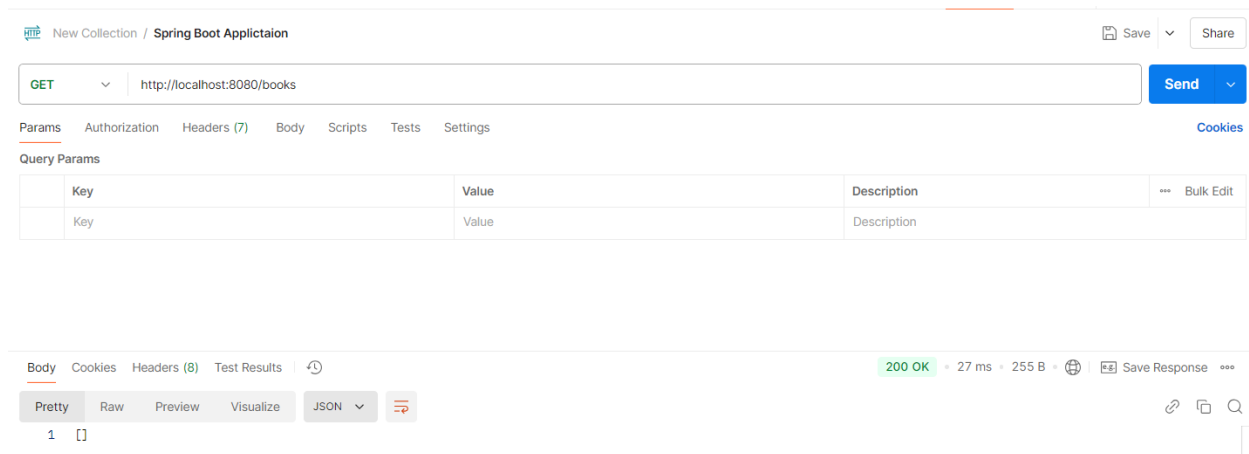 HTTP New Collection / Spring Boot Applictaion Save Share
GET http://localhost:8080/books Send
Params Authorization Headers (7) Body Scripts Tests Settings Cookies
Query Params
Key Value Description Bulk Edit
Key Value Description
Body Cookies Headers (8) Test Results 200 OK 27 ms 255 B e.g. Save Response
Pretty Raw Preview Visualize JSON
1 []